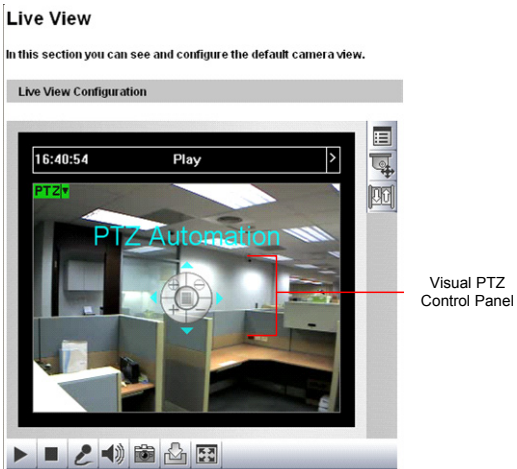 Live View
In this section you can see and configure the default camera view.
Live View Configuration
16:40:54 Play >
PTZ▼
PTZ Automation
Visual PTZ
Control Panel